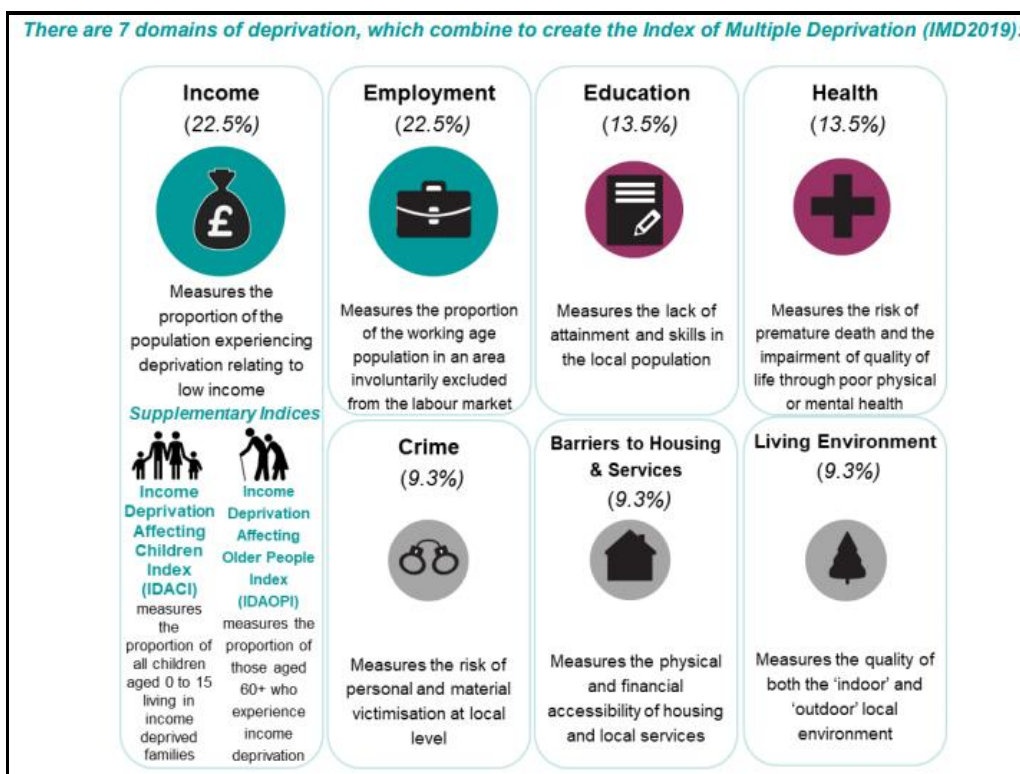 There are 7 domains of deprivation, which combine to create the Index of Multiple Deprivation (IMD2019):
Income
(22.5%)
£
Measures the
proportion of the
population experiencing
deprivation relating to
low income
Supplementary Indices
Income
Deprivation
Affecting
Children
Index
(IDACI)
measures
the
proportion of
all children
aged 0 to 15
living in
income
deprived
families
Income
Deprivation
Affecting
Older People
Index
(IDAOPI)
measures the
proportion of
those aged
60+ who
experience
income
deprivation
Employment
(22.5%)
Measures the proportion
of the working age
population in an area
involuntarily excluded
from the labour market
Education
(13.5%)
Measures the lack of
attainment and skills in
the local population
Health
(13.5%)
Measures the risk of
premature death and the
impairment of quality of
life through poor physical
or mental health
Crime
(9.3%)
Measures the risk of
personal and material
victimisation at local
level
Barriers to Housing
& Services
(9.3%)
Measures the physical
and financial
accessibility of housing
and local services
Living Environment
(9.3%)
Measures the quality of
both the ‘indoor’ and
‘outdoor’ local
environment